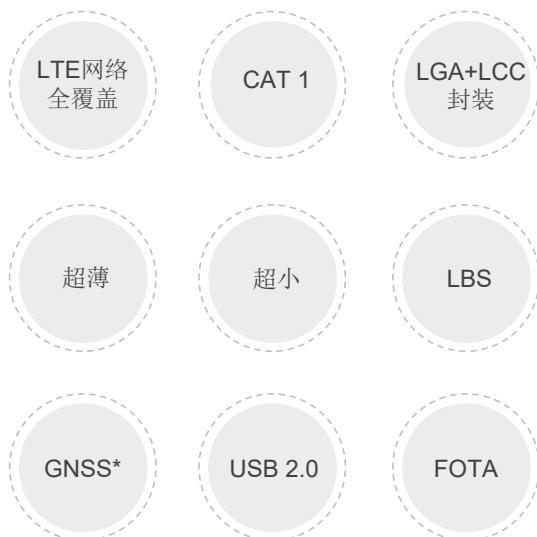 LTE网络
全覆盖
CAT 1
LGA+LCC
封装
超薄
超小
LBS
GNSS*
USB 2.0
FOTA